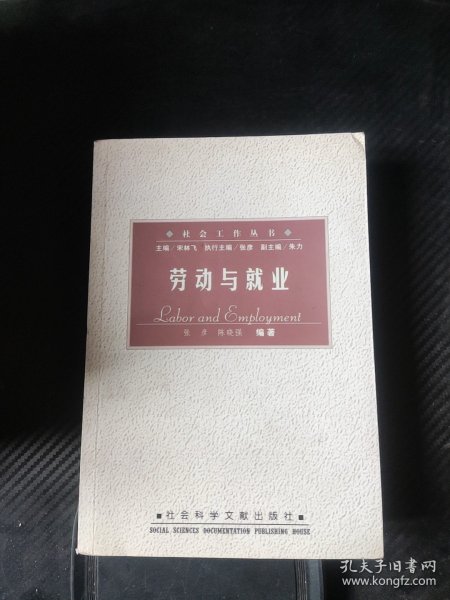 ◆ 社会工作丛书 ◆
主编／宋林飞 执行主编／张彦 副主编／朱力
劳动与就业
Labor and Employment
张彦 陈晓强 编著
■社会科学文献出版社■
SOCIAL SCIENCES DOCUMENTATION PUBLISHING HOUSE
孔夫子旧书网
www.kongfz.com